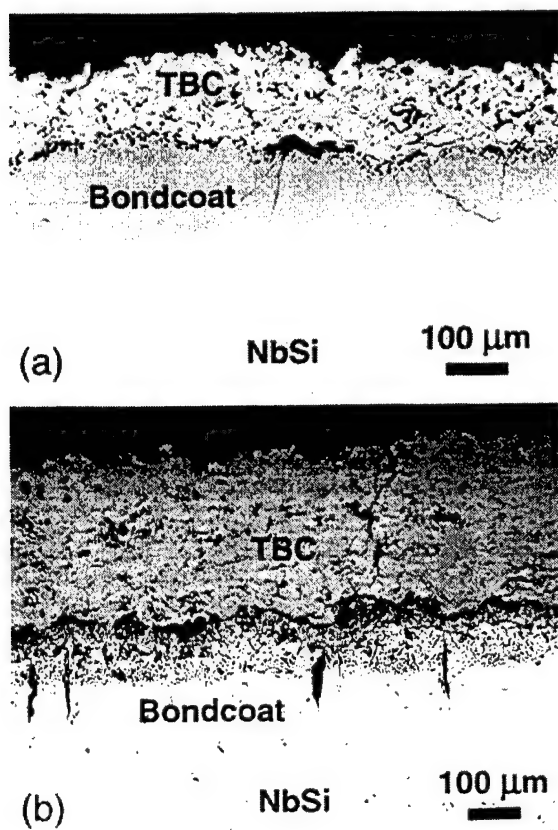 TBC
Bondcoat
NbSi
100 μm
(a)
TBC
Bondcoat
NbSi
100 μm
(b)